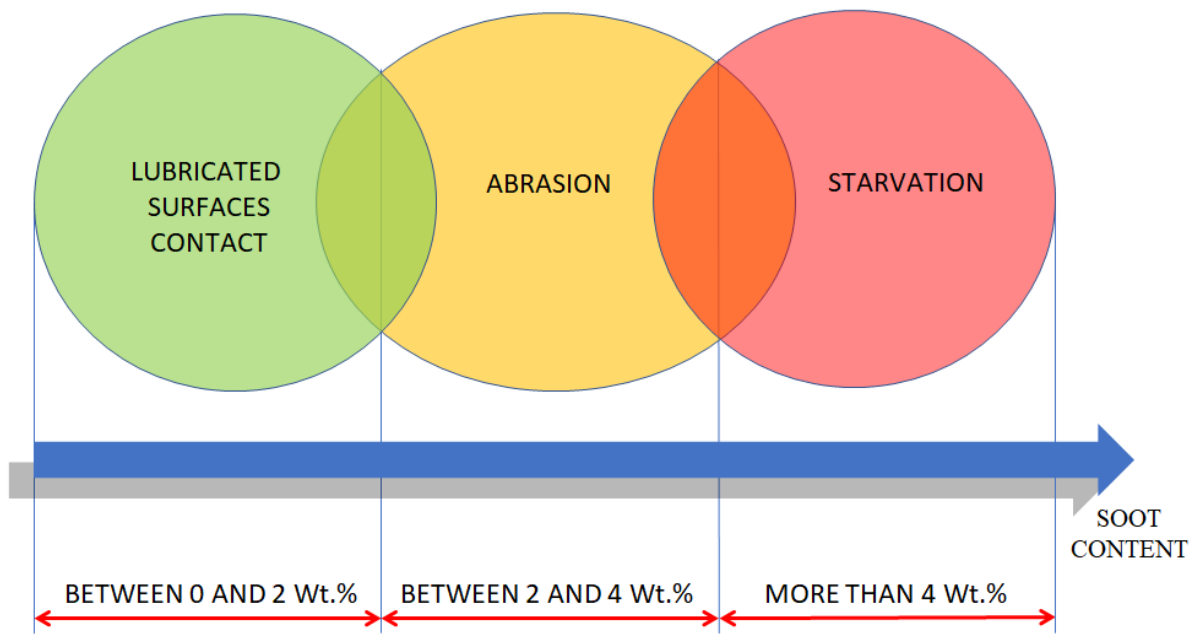 LUBRICATED
SURFACES
CONTACT
ABRASION
STARVATION
SOOT
CONTENT
BETWEEN 0 AND 2 Wt.%
BETWEEN 2 AND 4 Wt.%
MORE THAN 4 Wt.%